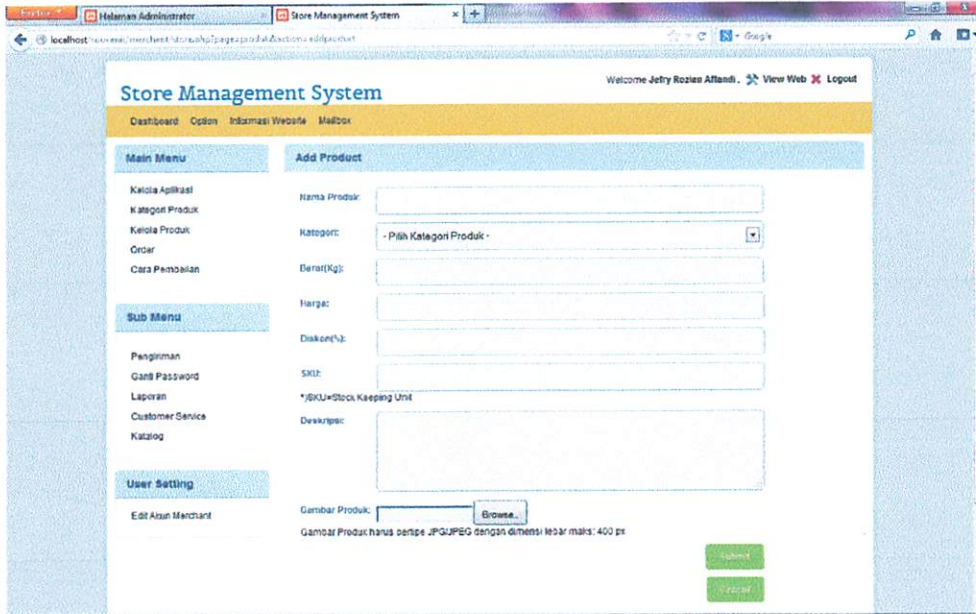 Firefox
Helaman Administrator
Store Management System
Google
Welcome Jefry Rozian Affandi. View Web Logout
Store Management System
Dashboard Option Informasi Website Mailbox
Main Menu
Kelola Aplikasi
Kategori Produk
Kelola Produk
Order
Cara Pembelian
Sub Menu
Pengiriman
Ganti Password
Laporan
Customer Service
Katalog
User Setting
Edit Akun Merchant
Add Product
Nama Produk:
Kategori:
- Pilih Kategori Produk -
Berat(Kg):
Harga:
Diskon(%):
SKU:
*)SKU=Stock Keeping Unit
Deskripsi:
Gambar Produk:
Browse..
Gambar Produk harus bertipe JPG/JPEG dengan dimensi lebar maks: 400 px
Submit
Cancel